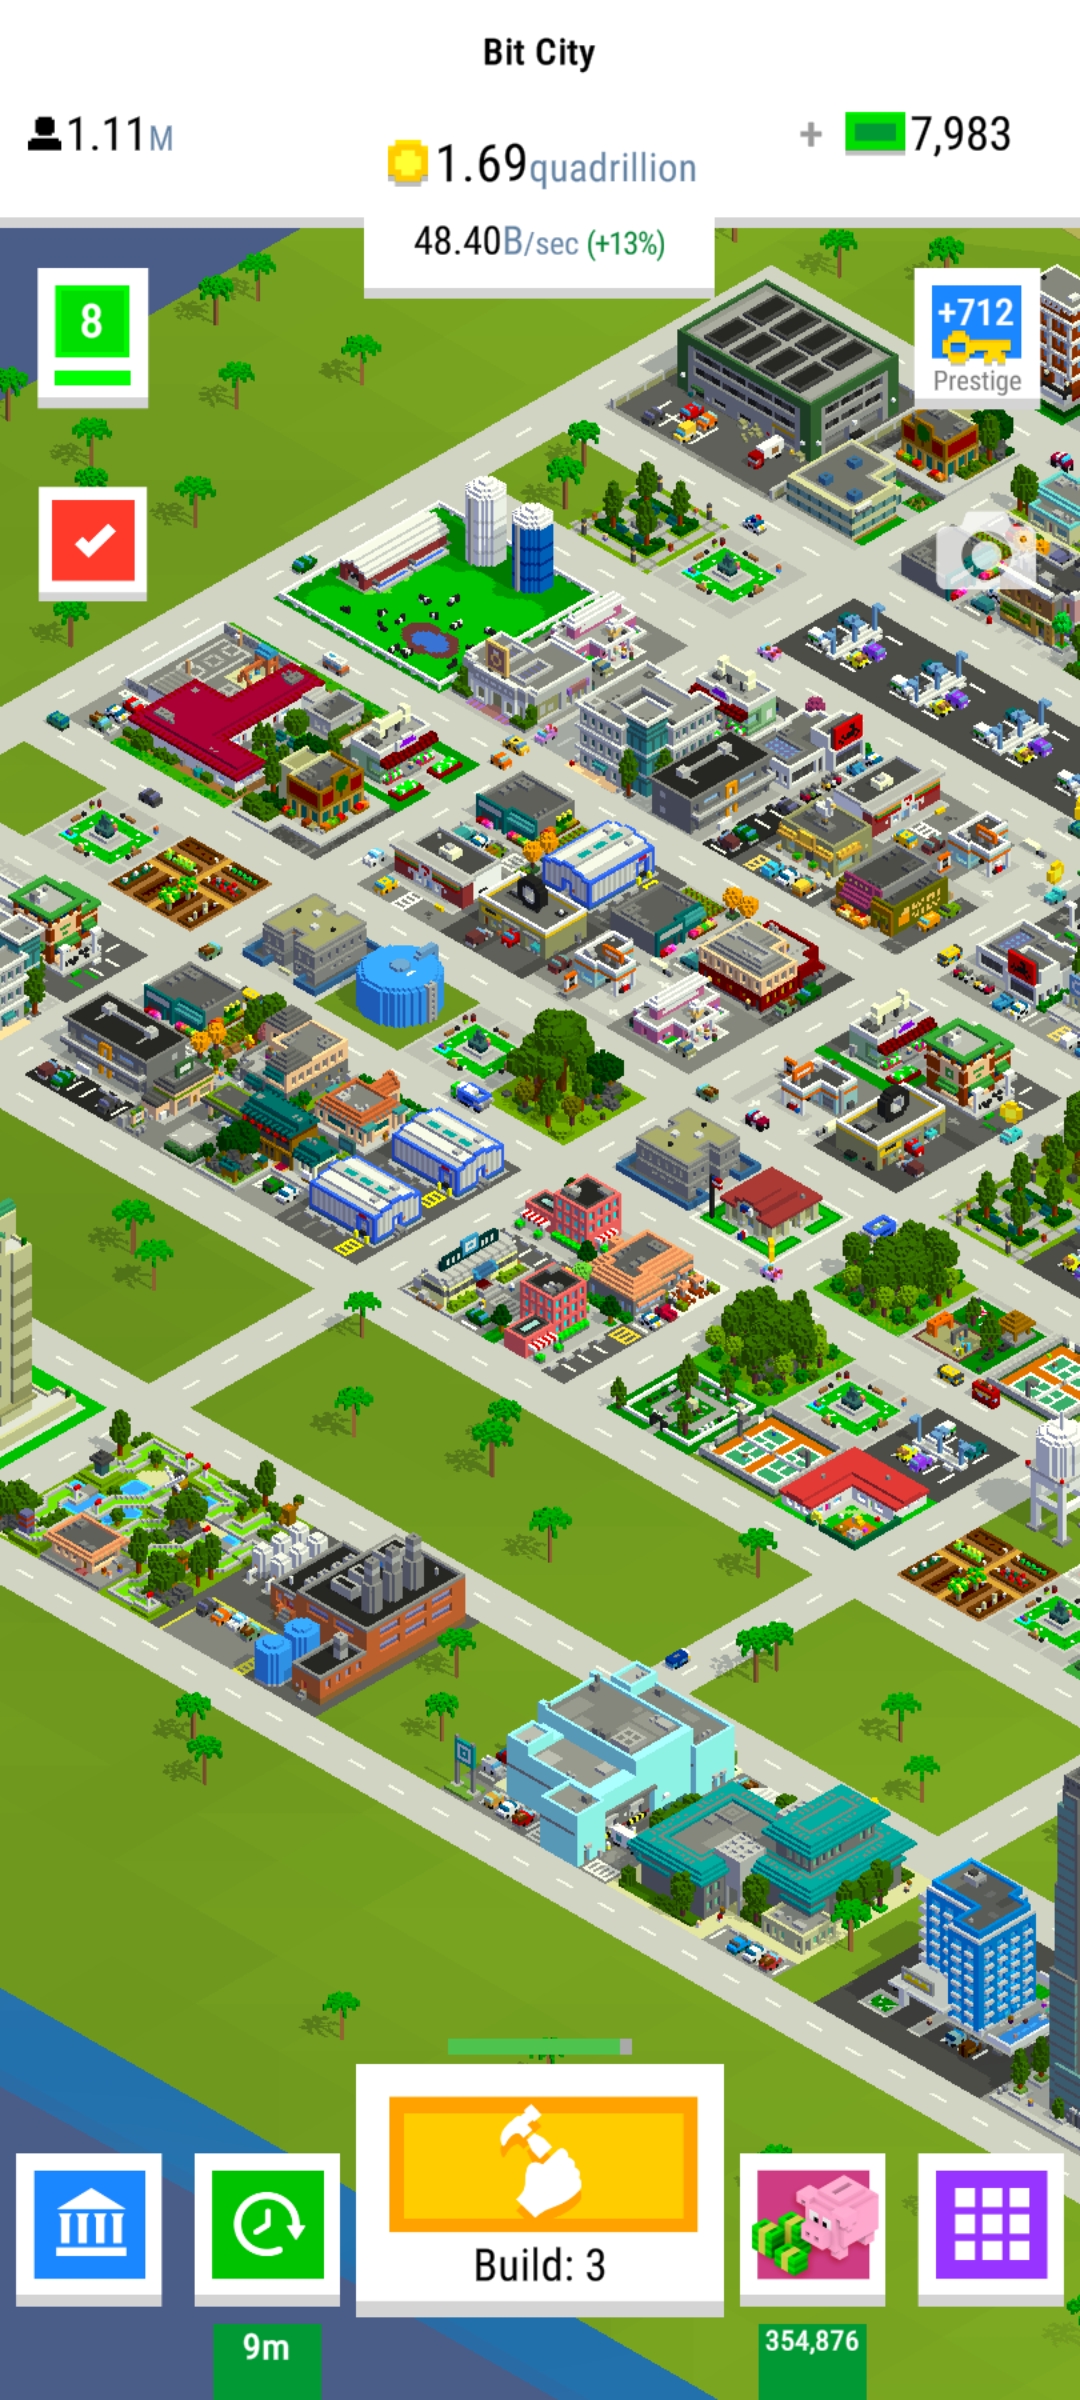 Bit City
1.11M
1.69quadrillion
+ 7,983
48.40B/sec (+13%)
8
+712
Prestige
Build: 3
9m
354,876